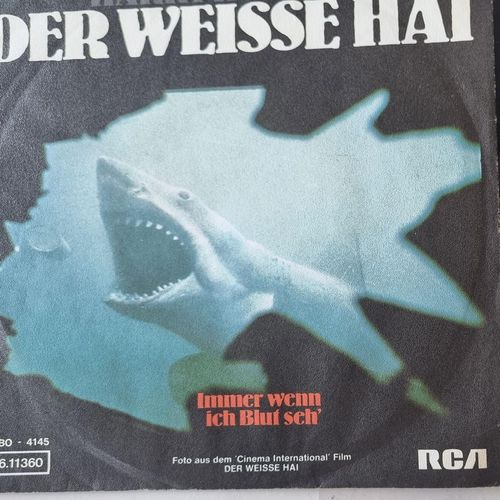 DER WEISSE HAI
Immer wenn
ich Blut seh'
BO - 4145
6.11360
Foto aus dem 'Cinema International' Film
DER WEISSE HAI
RCA